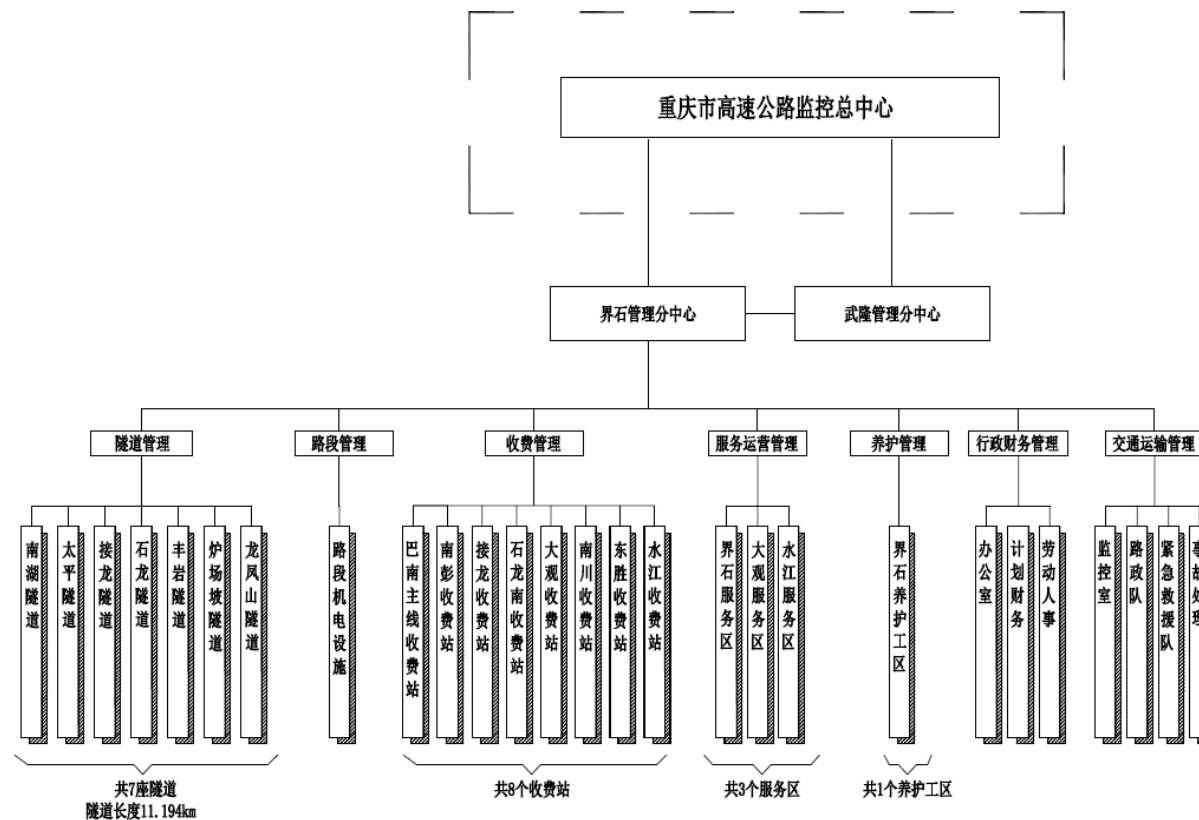 重庆市高速公路监控总中心
界石管理分中心
武隆管理分中心
隧道管理
路段管理
收费管理
服务运营管理
养护管理
行政财务管理
交通运输管理
南湖隧道
太平隧道
接龙隧道
石龙隧道
丰岩隧道
炉场坡隧道
龙凤山隧道
路段机电设施
巴南主线收费站
南彭收费站
接龙收费站
石龙南收费站
大观收费站
南川收费站
东胜收费站
水江收费站
界石服务区
大观服务区
水江服务区
界石养护工区
办公室
计划财务
劳动人事
监控室
路政队
紧急救援队
事故处理
共7座隧道
隧道长度11.194km
共8个收费站
共3个服务区
共1个养护工区